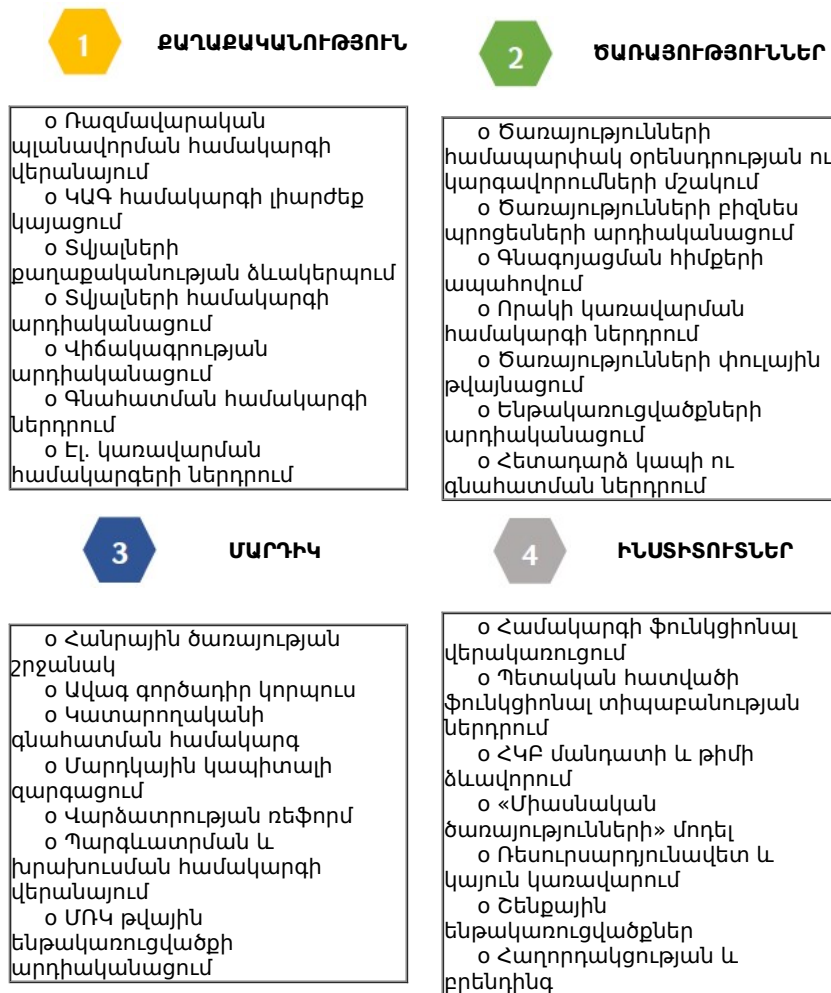 1 ՔԱՂԱՔԱԿԱՆՈՒԹՅՈՒՆ
o Ռազմավարական
պլանավորման համակարգի
վերանայում
o ԿԱԳ համակարգի լիարժեք
կայացում
o Տվյալների
քաղաքականության ձևակերպում
o Տվյալների համակարգի
արդիականացում
o Վիճակագրության
արդիականացում
o Գնահատման համակարգի
ներդրում
o Էլ. կառավարման
համակարգերի ներդրում
2 ԾԱՌԱՅՈՒԹՅՈՒՆՆԵՐ
o Ծառայությունների
համապարփակ օրենսդրության ու
կարգավորումների մշակում
o Ծառայությունների բիզնես
պրոցեսների արդիականացում
o Գնագոյացման հիմքերի
ապահովում
o Որակի կառավարման
համակարգի ներդրում
o Ծառայությունների փուլային
թվայնացում
o Ենթակառուցվածքների
արդիականացում
o Հետադարձ կապի ու
գնահատման ներդրում
3 ՄԱՐԴԻԿ
o Հանրային ծառայության
շրջանակ
o Ավագ գործադիր կորպուս
o Կատարողականի
գնահատման համակարգ
o Մարդկային կապիտալի
զարգացում
o Վարձատրության ռեֆորմ
o Պարգևատրման և
խրախուսման համակարգի
վերանայում
o ՄՌԿ թվային
ենթակառուցվածքի
արդիականացում
4 ԻՆՍՏԻՏՈՒՏՆԵՐ
o Համակարգի ֆունկցիոնալ
վերակառուցում
o Պետական հատվածի
ֆունկցիոնալ տիպաբանության
ներդրում
o ՀԿԲ մանդատի և թիմի
ձևավորում
o «Միասնական
ծառայությունների» մոդել
o Ռեսուրսարդյունավետ և
կայուն կառավարում
o Շենքային
ենթակառուցվածքներ
o Հաղորդակցության և
բրենդինգ